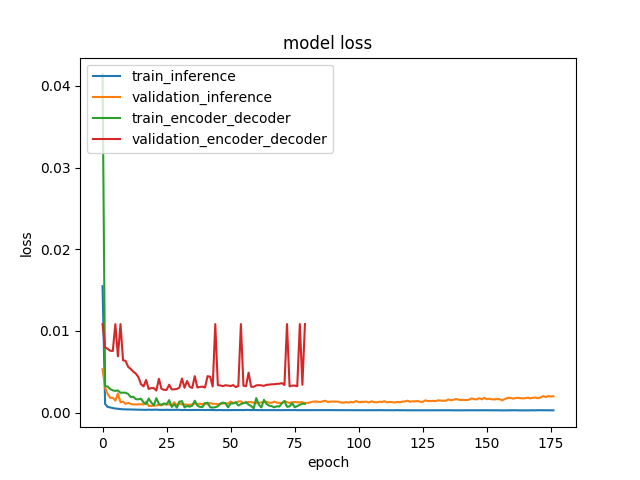 model loss
train_inference
validation_inference
train_encoder_decoder
validation_encoder_decoder
0.04
0.03
0.02
0.01
0.00
loss
0 25 50 75 100 125 150 175
epoch